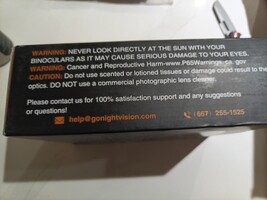 WARNING: NEVER LOOK DIRECTLY AT THE SUN WITH YOUR
BINOCULARS AS IT MAY CAUSE SERIOUS DAMAGE TO YOUR EYES.
WARNING: Cancer and Reproductive Harm-www.P65Warnings.ca.gov
CAUTION: Do not use scented or lotioned tissues or damage could result to the
optics. DO NOT use a commercial photographic lens cleaner.
Please contact us for 100% satisfaction support and any suggestions
or questions!
help@gonightvision.com
(667) 255-1525